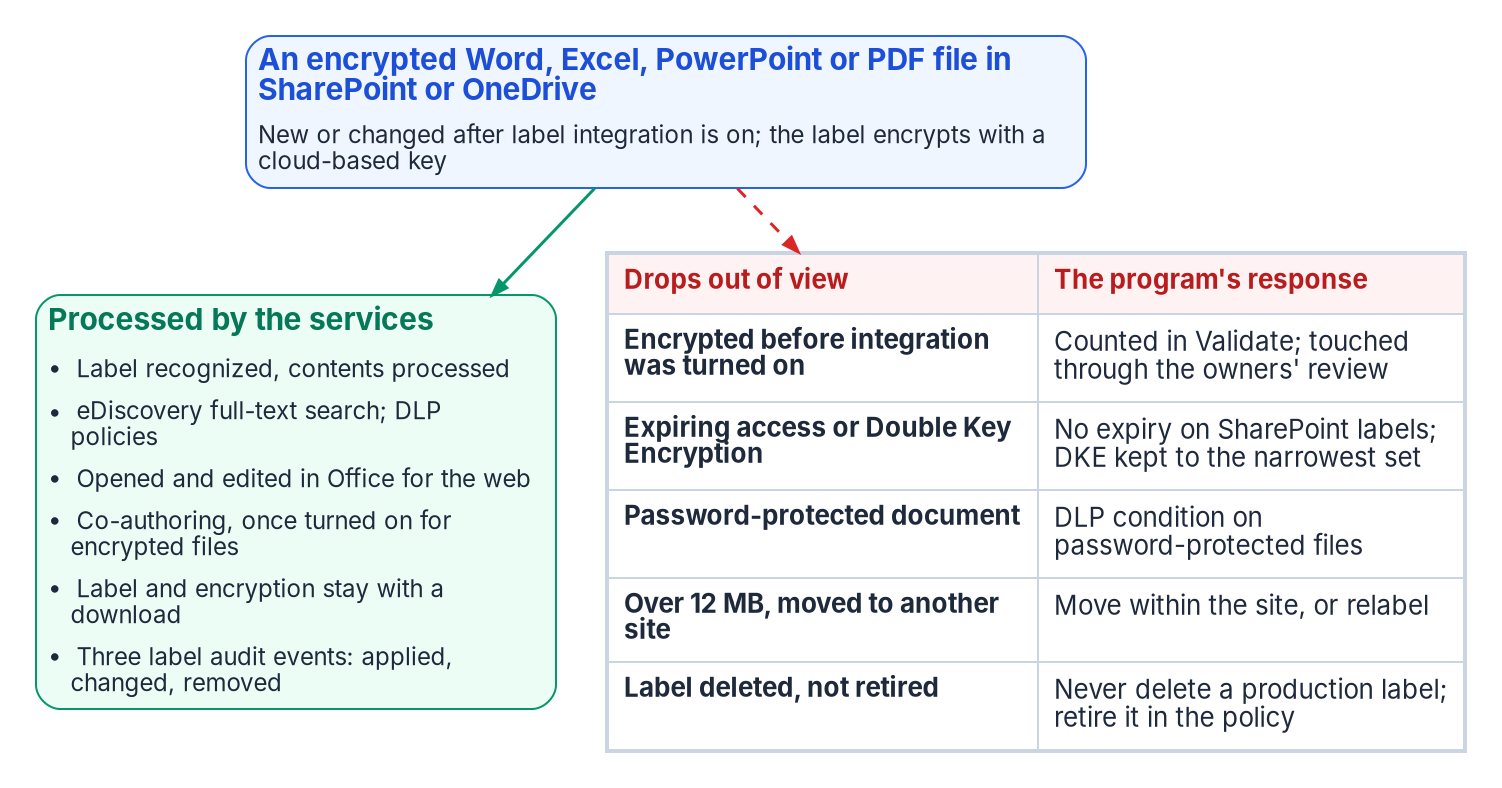 An encrypted Word, Excel, PowerPoint or PDF file in
SharePoint or OneDrive
New or changed after label integration is on; the label encrypts with a
cloud-based key
Processed by the services
• Label recognized, contents processed
• eDiscovery full-text search; DLP
policies
• Opened and edited in Office for the web
• Co-authoring, once turned on for
encrypted files
• Label and encryption stay with a
download
• Three label audit events: applied,
changed, removed
Drops out of view
The program's response
Encrypted before integration
was turned on
Counted in Validate; touched
through the owners' review
Expiring access or Double Key
Encryption
No expiry on SharePoint labels;
DKE kept to the narrowest set
Password-protected document
DLP condition on
password-protected files
Over 12 MB, moved to another
site
Move within the site, or relabel
Label deleted, not retired
Never delete a production label;
retire it in the policy